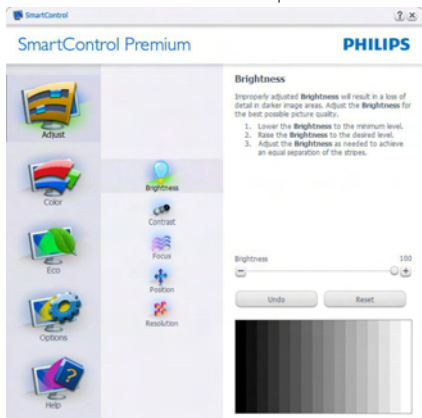 SmartControl
? x
SmartControl Premium
PHILIPS
Adjust
Color
Eco
Options
Help
Brightness
Contrast
Focus
Position
Resolution
Brightness
Improperly adjusted Brightness will result in a loss of
detail in darker image areas. Adjust the Brightness for
the best possible picture quality.
1. Lower the Brightness to the minimum level.
2. Raise the Brightness to the desired level.
3. Adjust the Brightness as needed to achieve
an equal separation of the stripes.
Brightness 100
Undo Reset